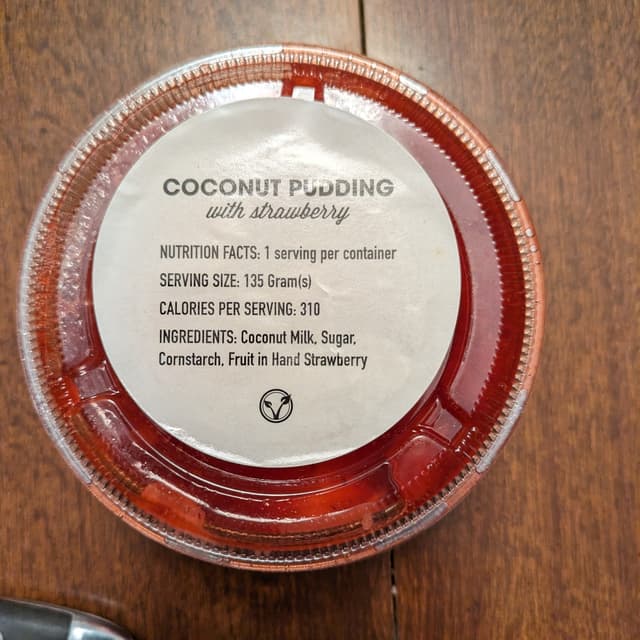 COCONUT PUDDING
with strawberry
NUTRITION FACTS: 1 serving per container
SERVING SIZE: 135 Gram(s)
CALORIES PER SERVING: 310
INGREDIENTS: Coconut Milk, Sugar,
Cornstarch, Fruit in Hand Strawberry